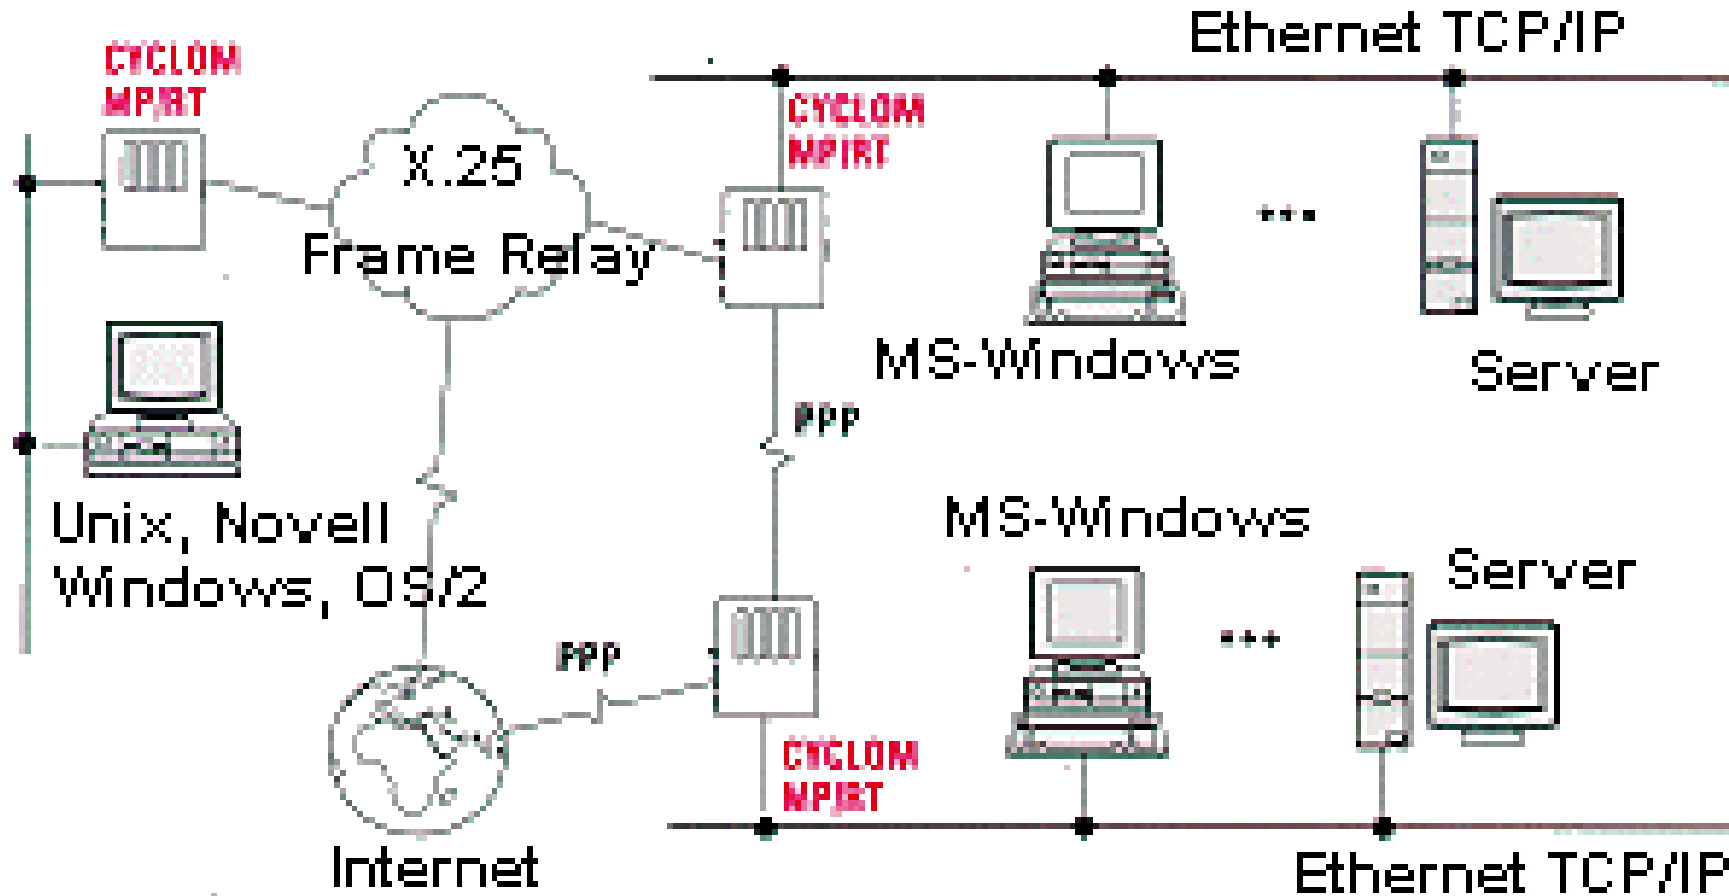 Ethernet TCP/IP
CYCLOM
MP/RT
CYCLOM
MP/RT
X.25
Frame Relay
MS-Windows
Server
PPP
Unix, Novell
Windows, OS/2
MS-Windows
Server
PPP
CYCLOM
MP/RT
Internet
Ethernet TCP/IP